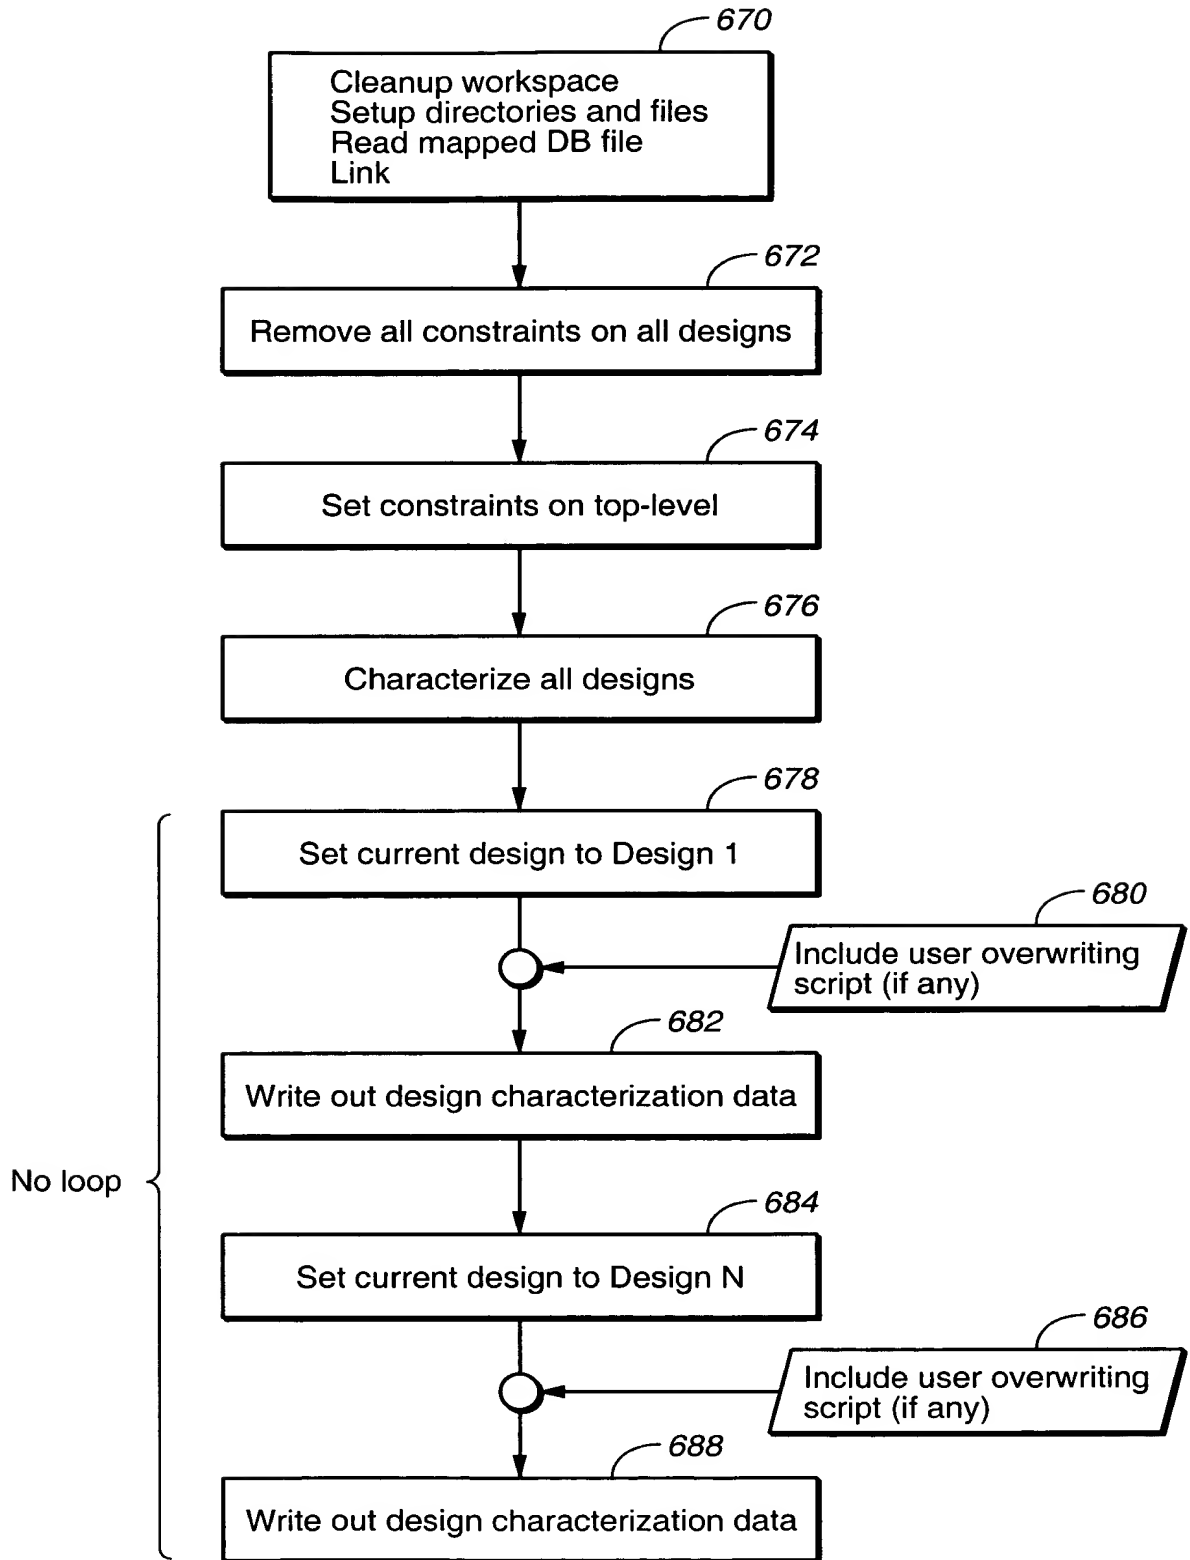 670
Cleanup workspace
Setup directories and files
Read mapped DB file
Link
672
Remove all constraints on all designs
674
Set constraints on top-level
676
Characterize all designs
678
Set current design to Design 1
680
Include user overwriting
script (if any)
682
Write out design characterization data
No loop
684
Set current design to Design N
686
Include user overwriting
script (if any)
688
Write out design characterization data